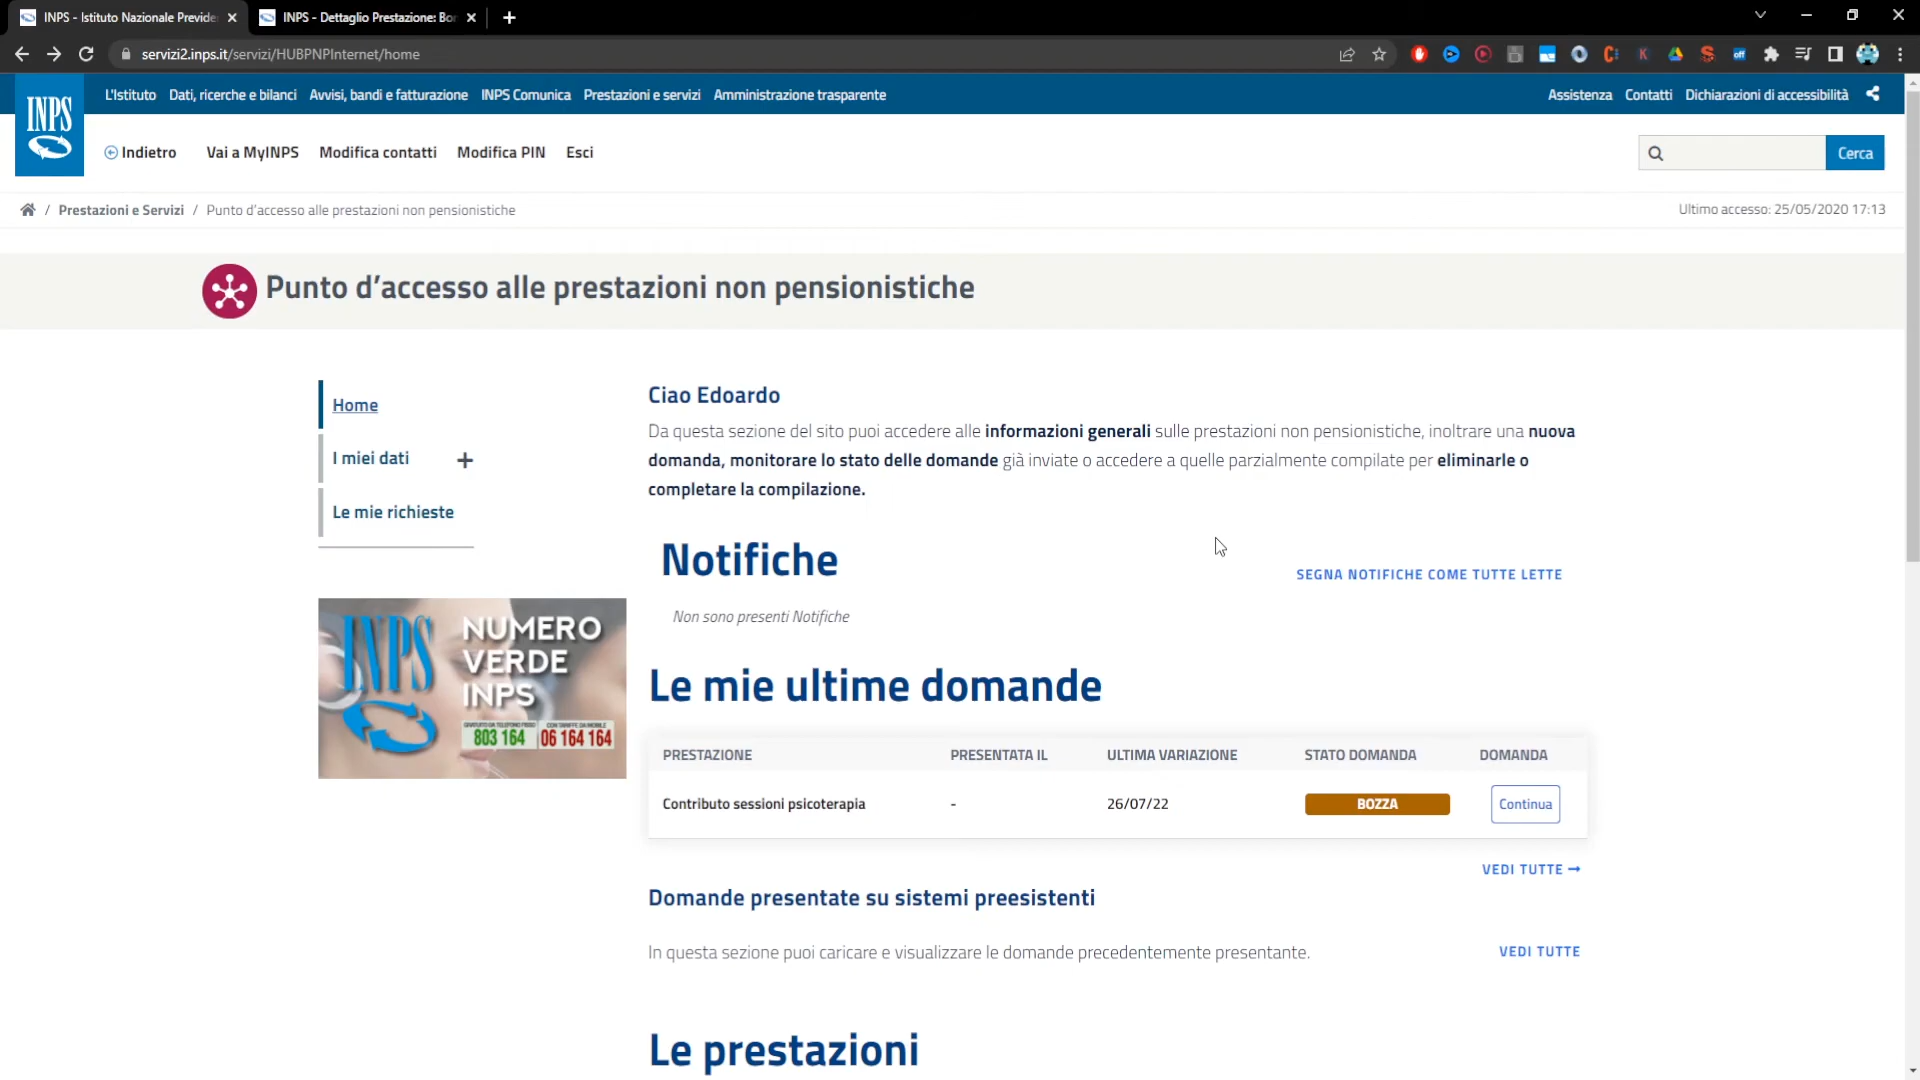 INPS - Istituto Nazionale Previde
INPS - Dettaglio Prestazione: Bo
servizi2.inps.it/servizi/HUBPNPInternet/home
INPS
L'Istituto
Dati, ricerche e bilanci
Avvisi, bandi e fatturazione
INPS Comunica
Prestazioni e servizi
Amministrazione trasparente
Assistenza
Contatti
Dichiarazioni di accessibilità
Indietro
Vai a MyINPS
Modifica contatti
Modifica PIN
Esci
Cerca
/ Prestazioni e Servizi / Punto d'accesso alle prestazioni non pensionistiche
Ultimo accesso: 25/05/2020 17:13
Punto d’accesso alle prestazioni non pensionistiche
Home
I miei dati
Le mie richieste
INPS
NUMERO
VERDE
INPS
803 164
06 164 164
Ciao Edoardo
Da questa sezione del sito puoi accedere alle informazioni generali sulle prestazioni non pensionistiche, inoltrare una nuova
domanda, monitorare lo stato delle domande già inviate o accedere a quelle parzialmente compilate per eliminarle o
completare la compilazione.
Notifiche
SEGNA NOTIFICHE COME TUTTE LETTE
Non sono presenti Notifiche
Le mie ultime domande
PRESTAZIONE PRESENTATA IL ULTIMA VARIAZIONE STATO DOMANDA DOMANDA
Contributo sessioni psicoterapia - 26/07/22 BOZZA Continua
VEDI TUTTE →
Domande presentate su sistemi preesistenti
In questa sezione puoi caricare e visualizzare le domande precedentemente presentante.
VEDI TUTTE
Le prestazioni